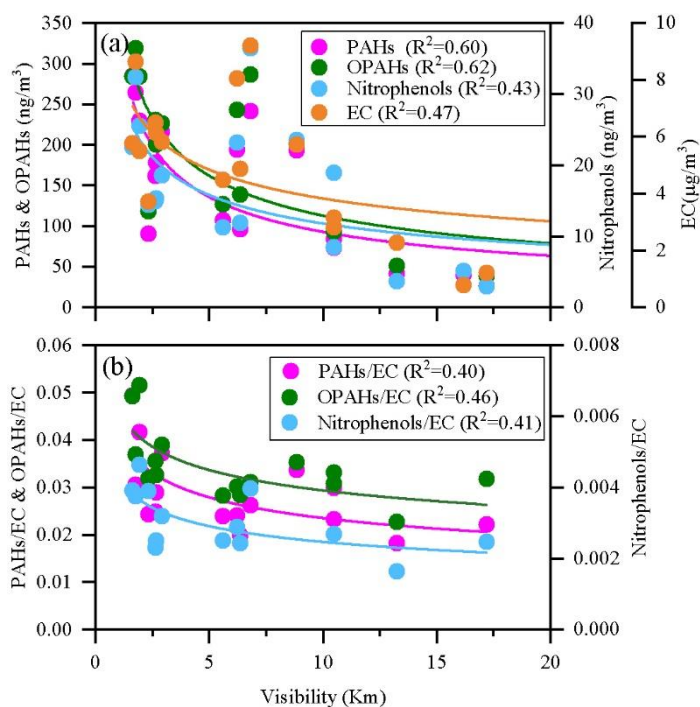 (a)
PAHs (R²=0.60)
OPAHs (R²=0.62)
Nitrophenols (R²=0.43)
EC (R²=0.47)
PAHs & OPAHs (ng/m³)
350
300
250
200
150
100
50
0
Nitrophenols (ng/m³)
40
30
20
10
0
EC(μg/m³)
10
8
6
4
2
0
(b)
PAHs/EC (R²=0.40)
OPAHs/EC (R²=0.46)
Nitrophenols/EC (R²=0.41)
PAHs/EC & OPAHs/EC
0.06
0.05
0.04
0.03
0.02
0.01
0.00
Nitrophenols/EC
0.008
0.006
0.004
0.002
0.000
0 5 10 15 20
Visibility (Km)